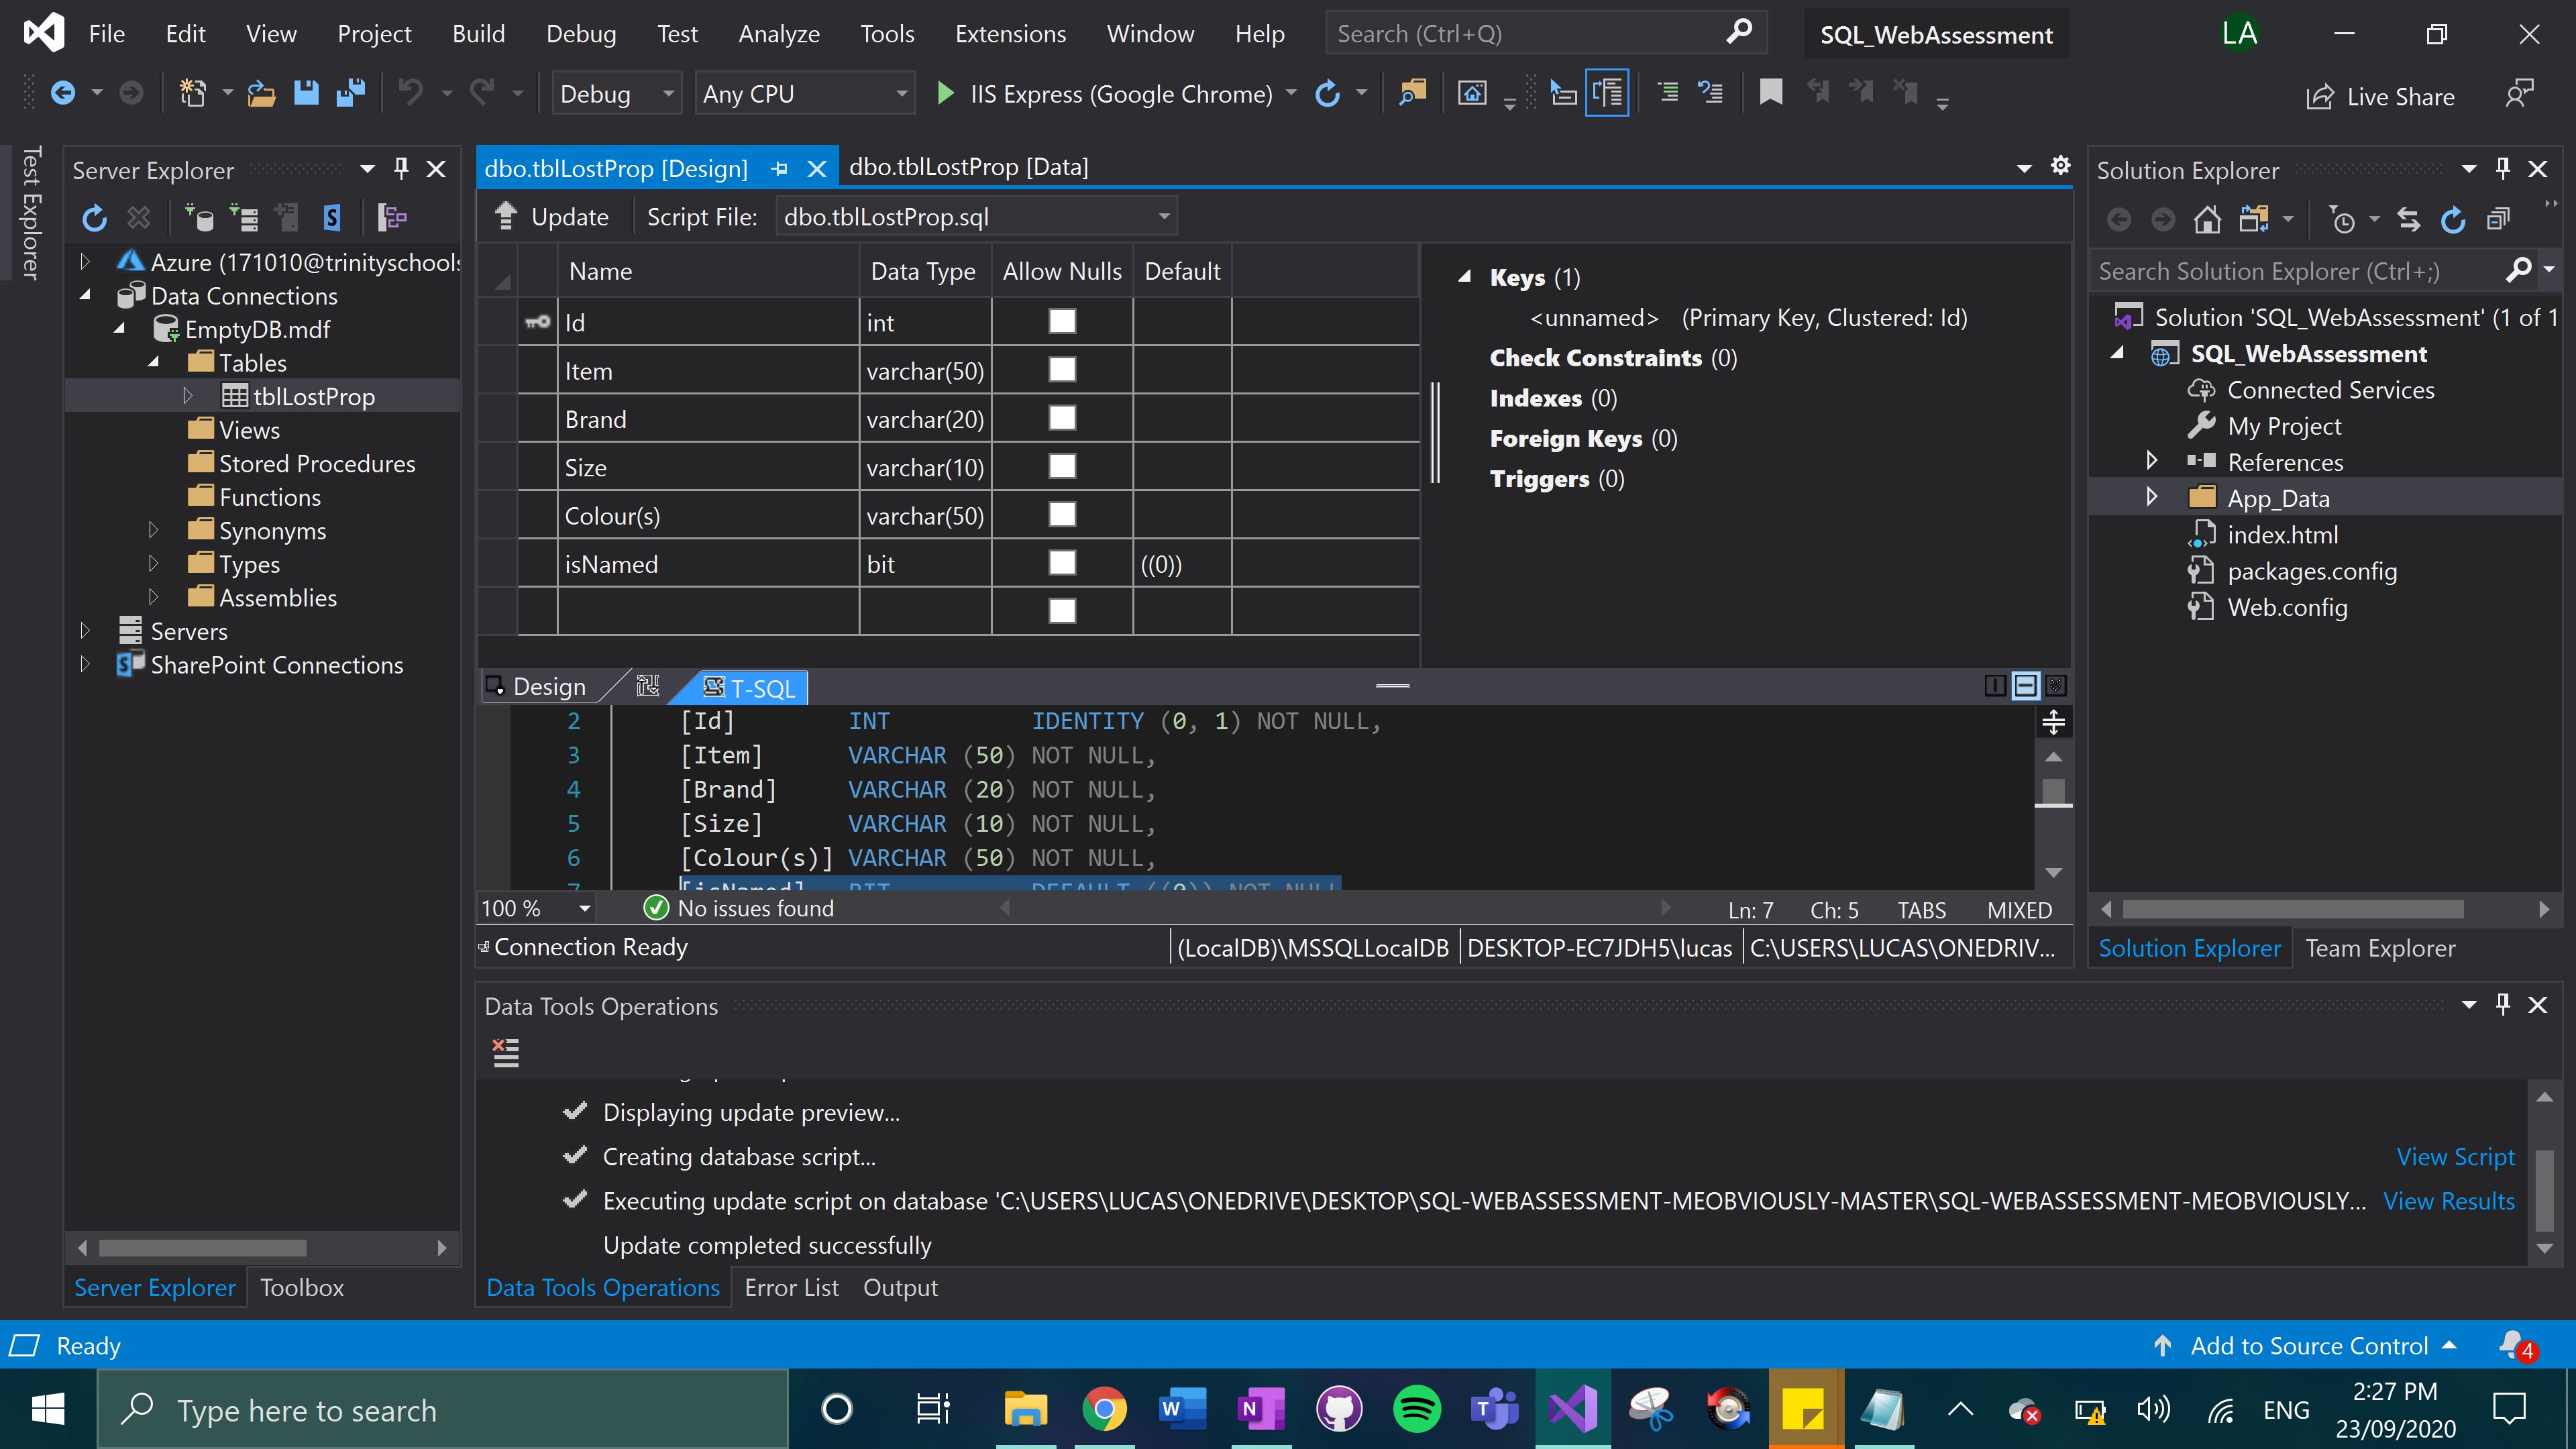 File Edit View Project Build Debug Test Analyze Tools Extensions Window Help Search (Ctrl+Q) SQL_WebAssessment LA
Debug Any CPU IIS Express (Google Chrome) Live Share
Test Explorer
Server Explorer
Azure (171010@trinityschools
Data Connections
EmptyDB.mdf
Tables
tblLostProp
Views
Stored Procedures
Functions
Synonyms
Types
Assemblies
Servers
SharePoint Connections
Server Explorer Toolbox
dbo.tblLostProp [Design] dbo.tblLostProp [Data]
Update Script File: dbo.tblLostProp.sql
Name Data Type Allow Nulls Default
Id int
Item varchar(50)
Brand varchar(20)
Size varchar(10)
Colour(s) varchar(50)
isNamed bit ((0))
Keys (1)
<unnamed> (Primary Key, Clustered: Id)
Check Constraints (0)
Indexes (0)
Foreign Keys (0)
Triggers (0)
Design T-SQL
2 [Id] INT IDENTITY (0, 1) NOT NULL,
3 [Item] VARCHAR (50) NOT NULL,
4 [Brand] VARCHAR (20) NOT NULL,
5 [Size] VARCHAR (10) NOT NULL,
6 [Colour(s)] VARCHAR (50) NOT NULL,
7 [isNamed] BIT DEFAULT ((0)) NOT NULL
100 % No issues found Ln: 7 Ch: 5 TABS MIXED
Connection Ready (LocalDB)\MSSQLLocalDB DESKTOP-EC7JDH5\lucas C:\USERS\LUCAS\ONEDRIV...
Solution Explorer
Search Solution Explorer (Ctrl+;)
Solution 'SQL_WebAssessment' (1 of 1
SQL_WebAssessment
Connected Services
My Project
References
App_Data
index.html
packages.config
Web.config
Solution Explorer Team Explorer
Data Tools Operations
Displaying update preview...
Creating database script... View Script
Executing update script on database 'C:\USERS\LUCAS\ONEDRIVE\DESKTOP\SQL-WEBASSESSMENT-MEOBVIOUSLY-MASTER\SQL-WEBASSESSMENT-MEOBVIOUSLY... View Results
Update completed successfully
Data Tools Operations Error List Output
Ready Add to Source Control 4
Type here to search ENG 2:27 PM
23/09/2020